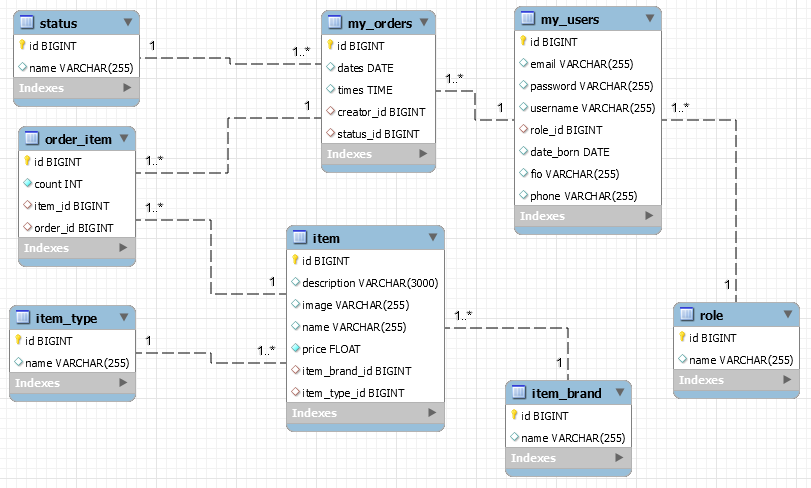 status
id BIGINT
name VARCHAR(255)
Indexes
1
1..*
my_orders
id BIGINT
dates DATE
times TIME
creator_id BIGINT
status_id BIGINT
Indexes
1..*
1
my_users
id BIGINT
email VARCHAR(255)
password VARCHAR(255)
username VARCHAR(255)
role_id BIGINT
date_born DATE
fio VARCHAR(255)
phone VARCHAR(255)
Indexes
1..*
1
order_item
id BIGINT
count INT
item_id BIGINT
order_id BIGINT
Indexes
1..*
1
1..*
1
item
id BIGINT
description VARCHAR(3000)
image VARCHAR(255)
name VARCHAR(255)
price FLOAT
item_brand_id BIGINT
item_type_id BIGINT
Indexes
item_type
id BIGINT
name VARCHAR(255)
Indexes
1
1..*
1..*
1
item_brand
id BIGINT
name VARCHAR(255)
Indexes
role
id BIGINT
name VARCHAR(255)
Indexes